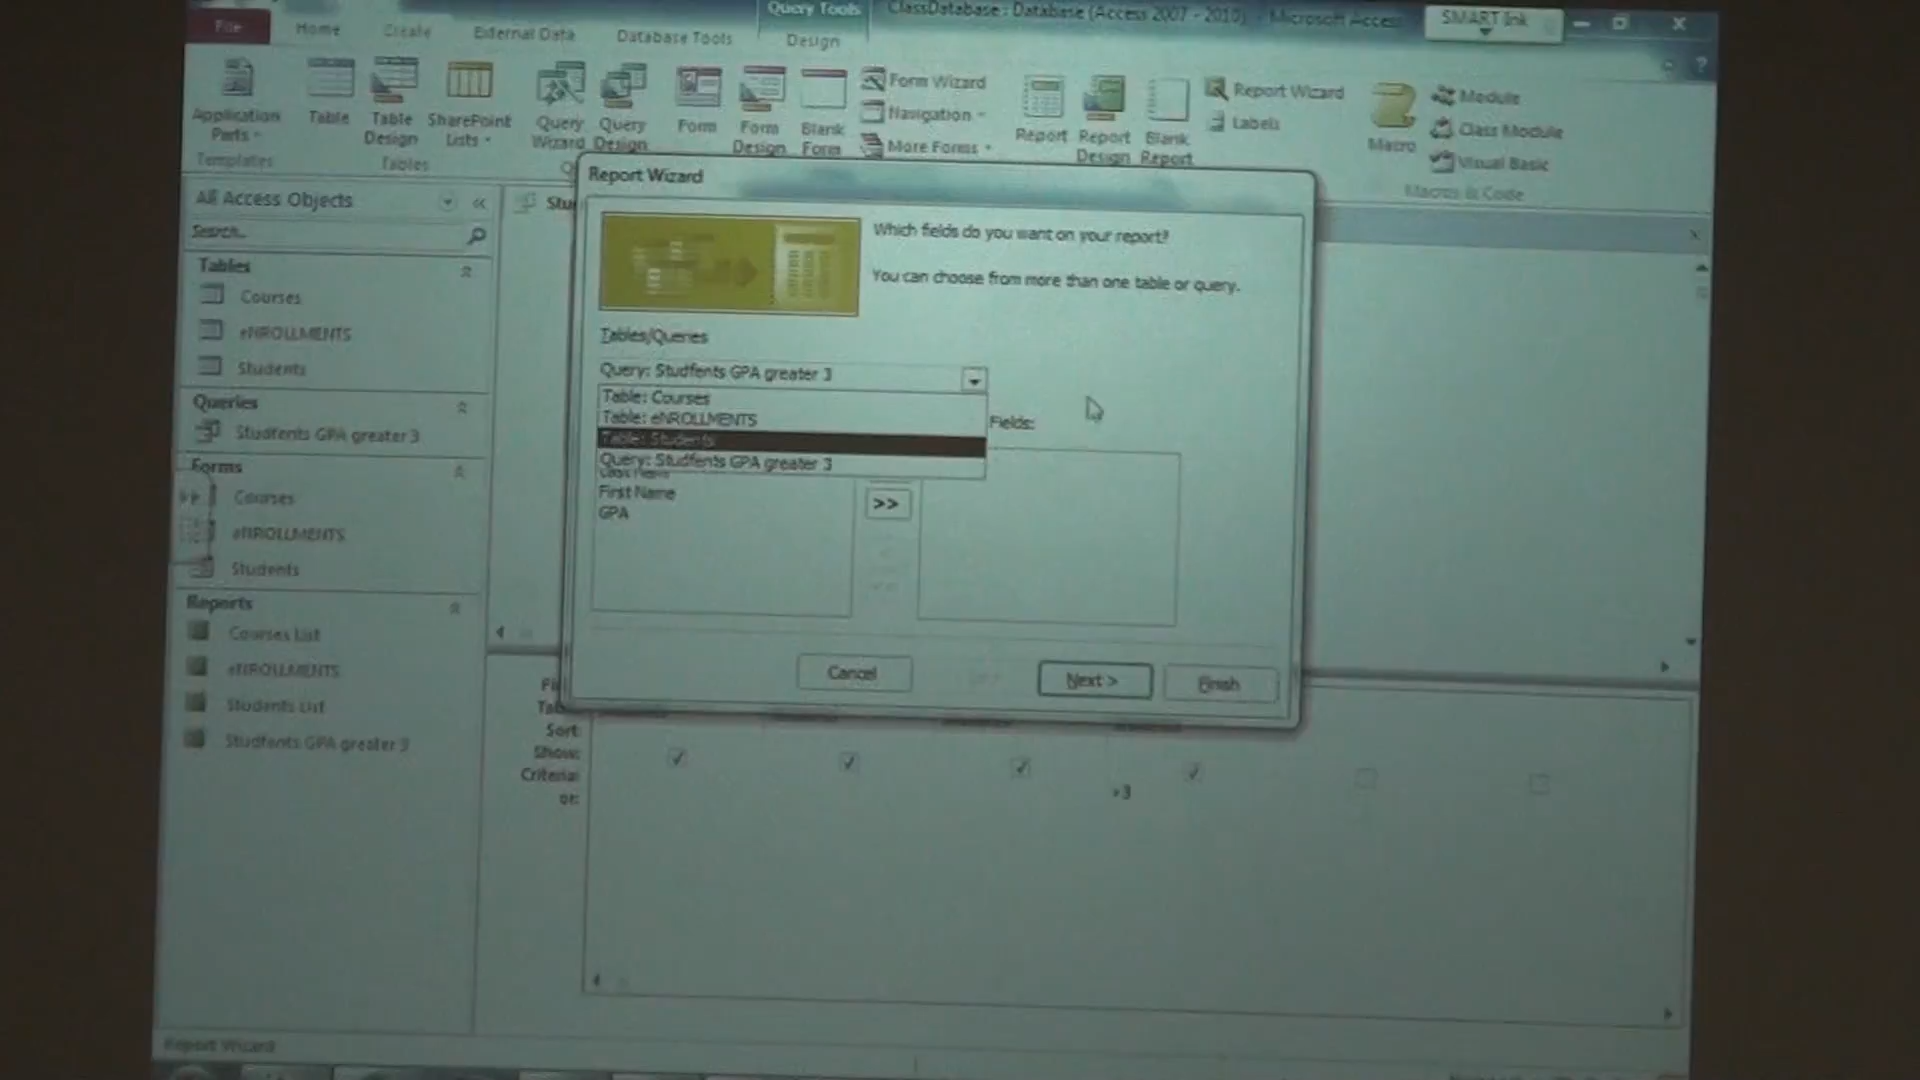 Query Tools
ClassDatabase : Database (Access 2007 - 2010) - Microsoft Access
SMART Ink
File
Home
Create
External Data
Database Tools
Design
Application Parts
Table
Table Design
SharePoint Lists
Query Wizard
Query Design
Form
Form Design
Blank Form
Form Wizard
Navigation
More Forms
Report
Report Design
Blank Report
Report Wizard
Labels
Macro
Module
Class Module
Visual Basic
Templates
Tables
Macros & Code
All Access Objects
Search...
Tables
Courses
eNROLLMENTS
Students
Queries
Studfents GPA greater 3
Forms
Courses
eNROLLMENTS
Students
Reports
Courses List
eNROLLMENTS
Students List
Studfents GPA greater 3
Stu
Report Wizard
Which fields do you want on your report?
You can choose from more than one table or query.
Tables/Queries
Query: Studfents GPA greater 3
Table: Courses
Table: eNROLLMENTS
Table: Students
Query: Studfents GPA greater 3
Fields:
Last Name
First Name
GPA
>>
Cancel
Next >
Finish
Sort:
Show:
Criteria:
or:
>3
Report Wizard